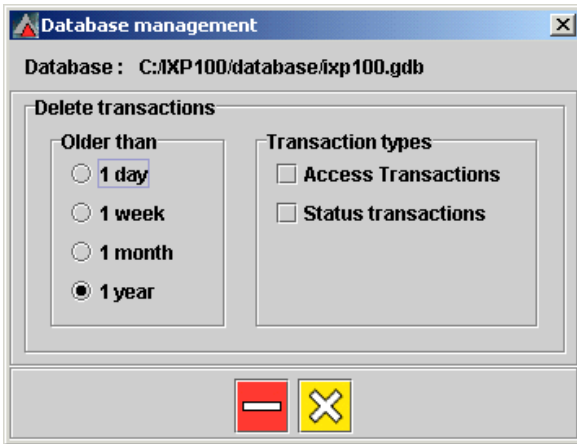 Database management
Database : C:/IXP100/database/ixp100.gdb
Delete transactions
Older than
1 day
1 week
1 month
1 year
Transaction types
Access Transactions
Status transactions